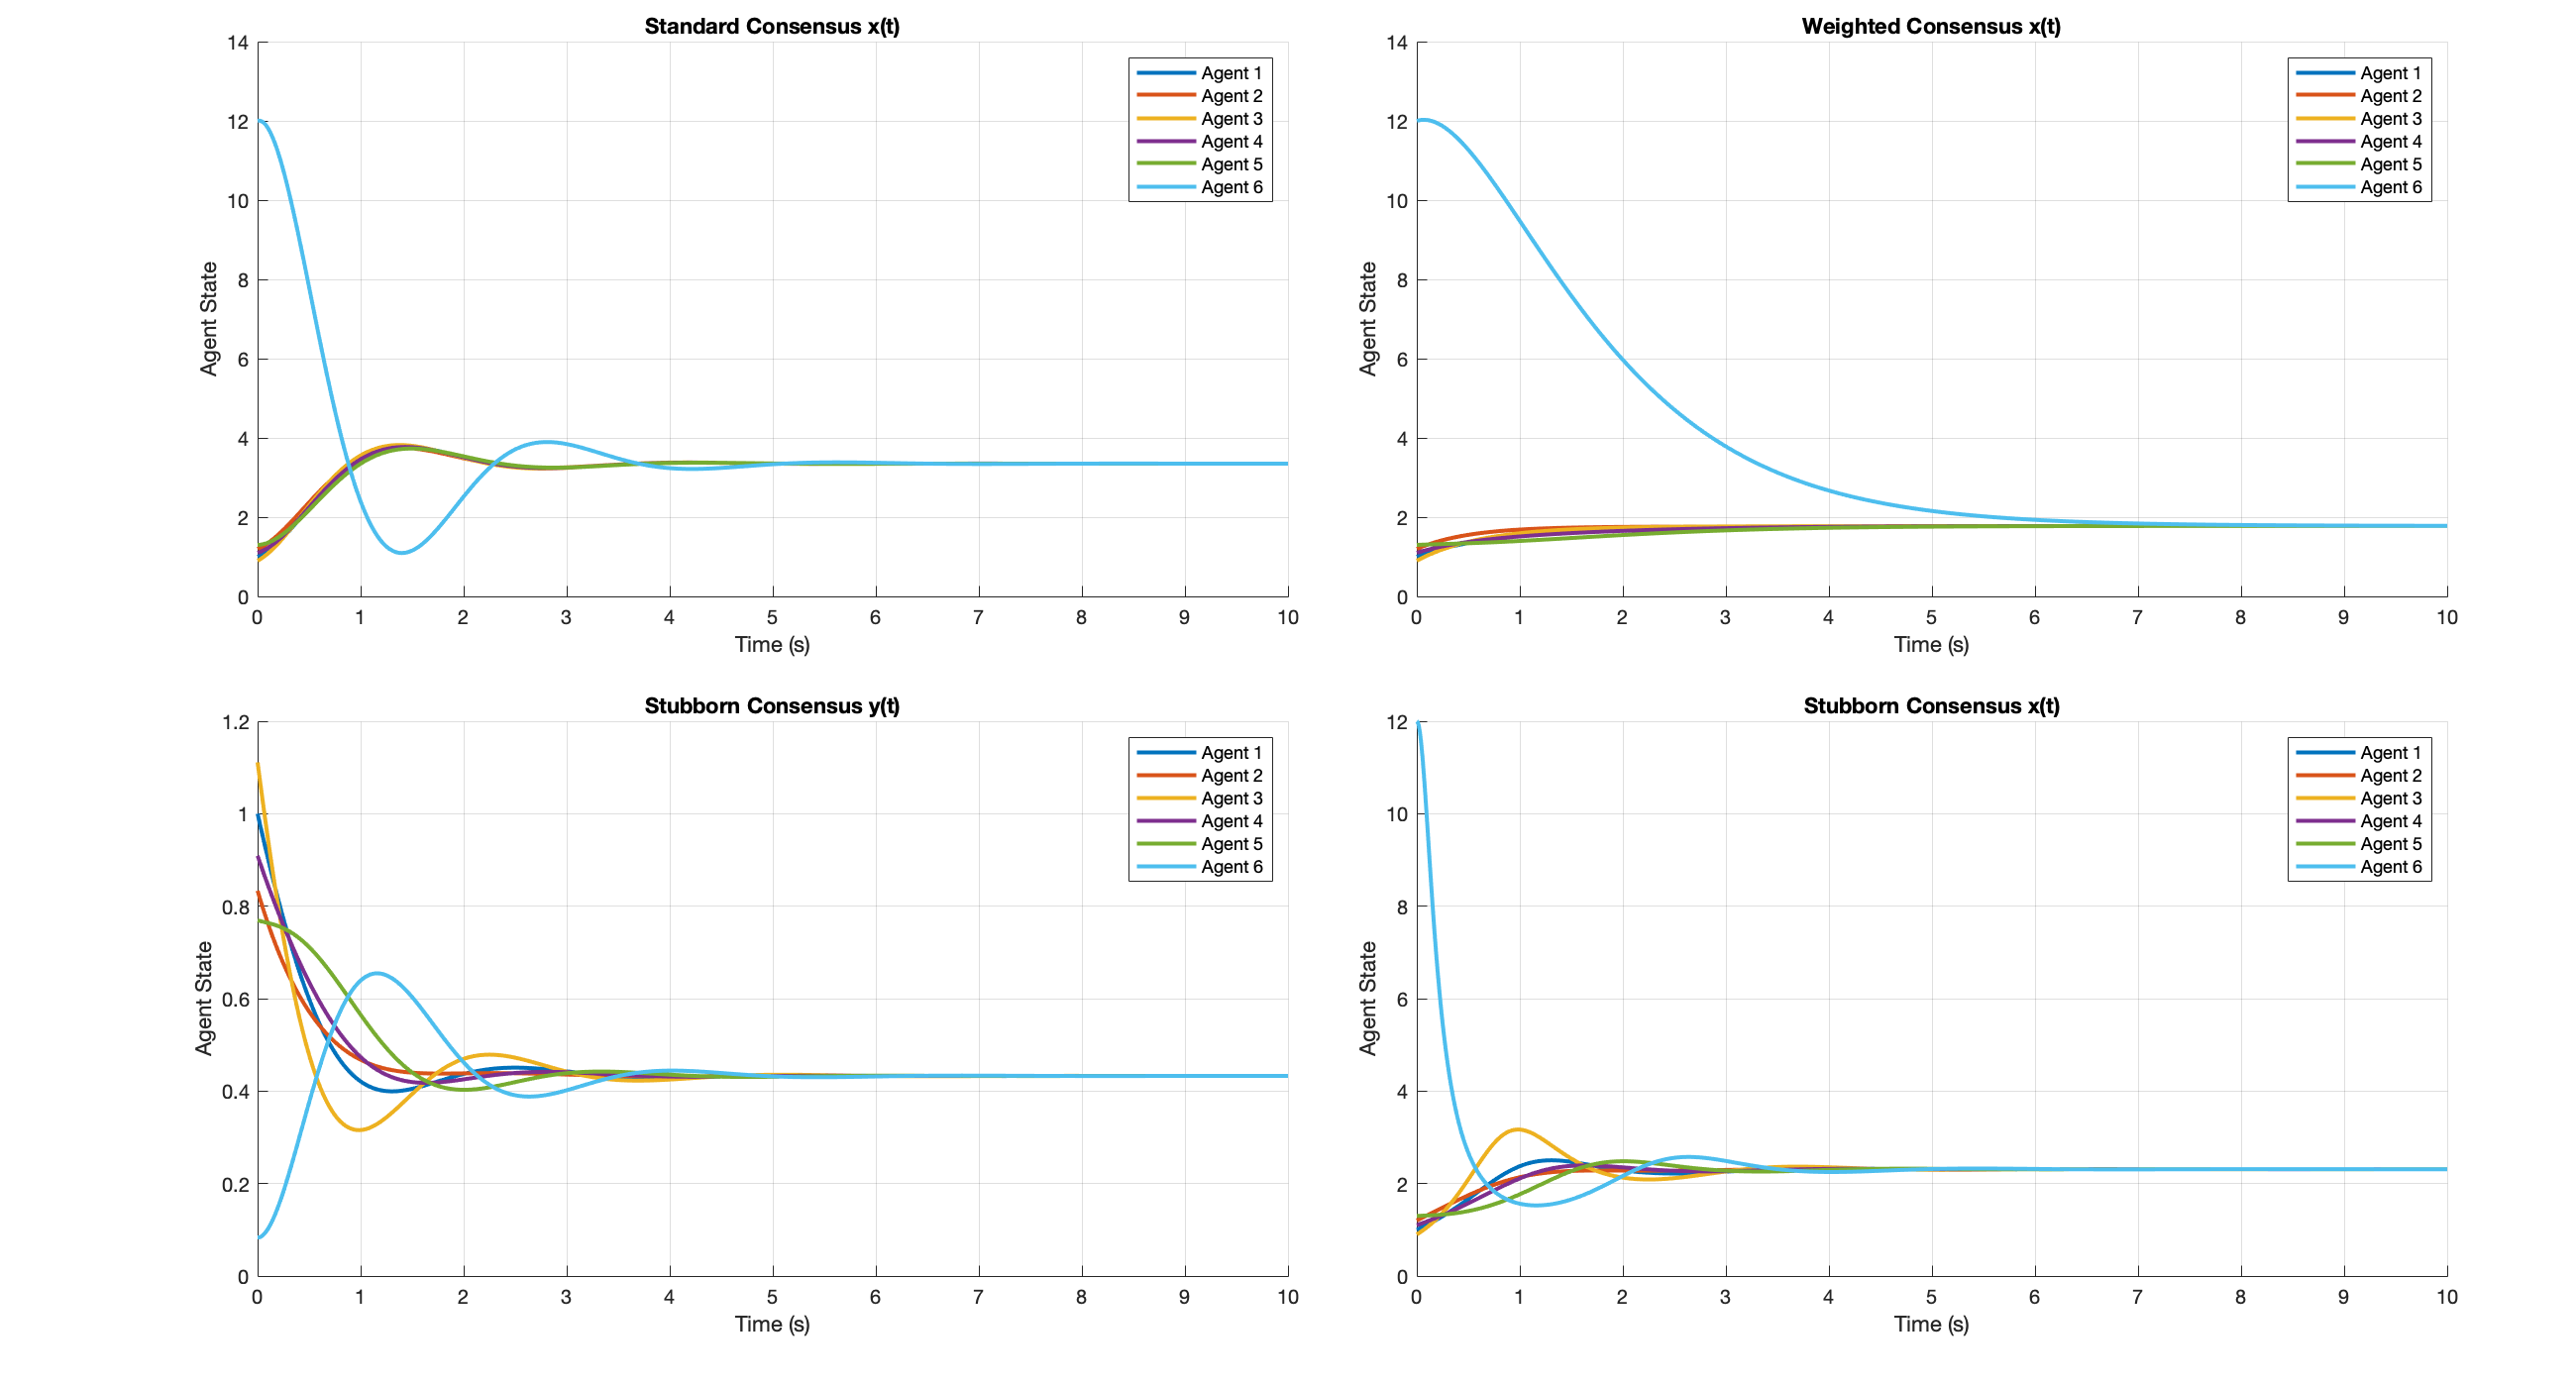 Standard Consensus x(t)
14
12
10
8
6
4
2
0
Agent State
0 1 2 3 4 5 6 7 8 9 10
Time (s)
Agent 1
Agent 2
Agent 3
Agent 4
Agent 5
Agent 6
Weighted Consensus x(t)
14
12
10
8
6
4
2
0
Agent State
0 1 2 3 4 5 6 7 8 9 10
Time (s)
Agent 1
Agent 2
Agent 3
Agent 4
Agent 5
Agent 6
Stubborn Consensus y(t)
1.2
1
0.8
0.6
0.4
0.2
0
Agent State
0 1 2 3 4 5 6 7 8 9 10
Time (s)
Agent 1
Agent 2
Agent 3
Agent 4
Agent 5
Agent 6
Stubborn Consensus x(t)
12
10
8
6
4
2
0
Agent State
0 1 2 3 4 5 6 7 8 9 10
Time (s)
Agent 1
Agent 2
Agent 3
Agent 4
Agent 5
Agent 6